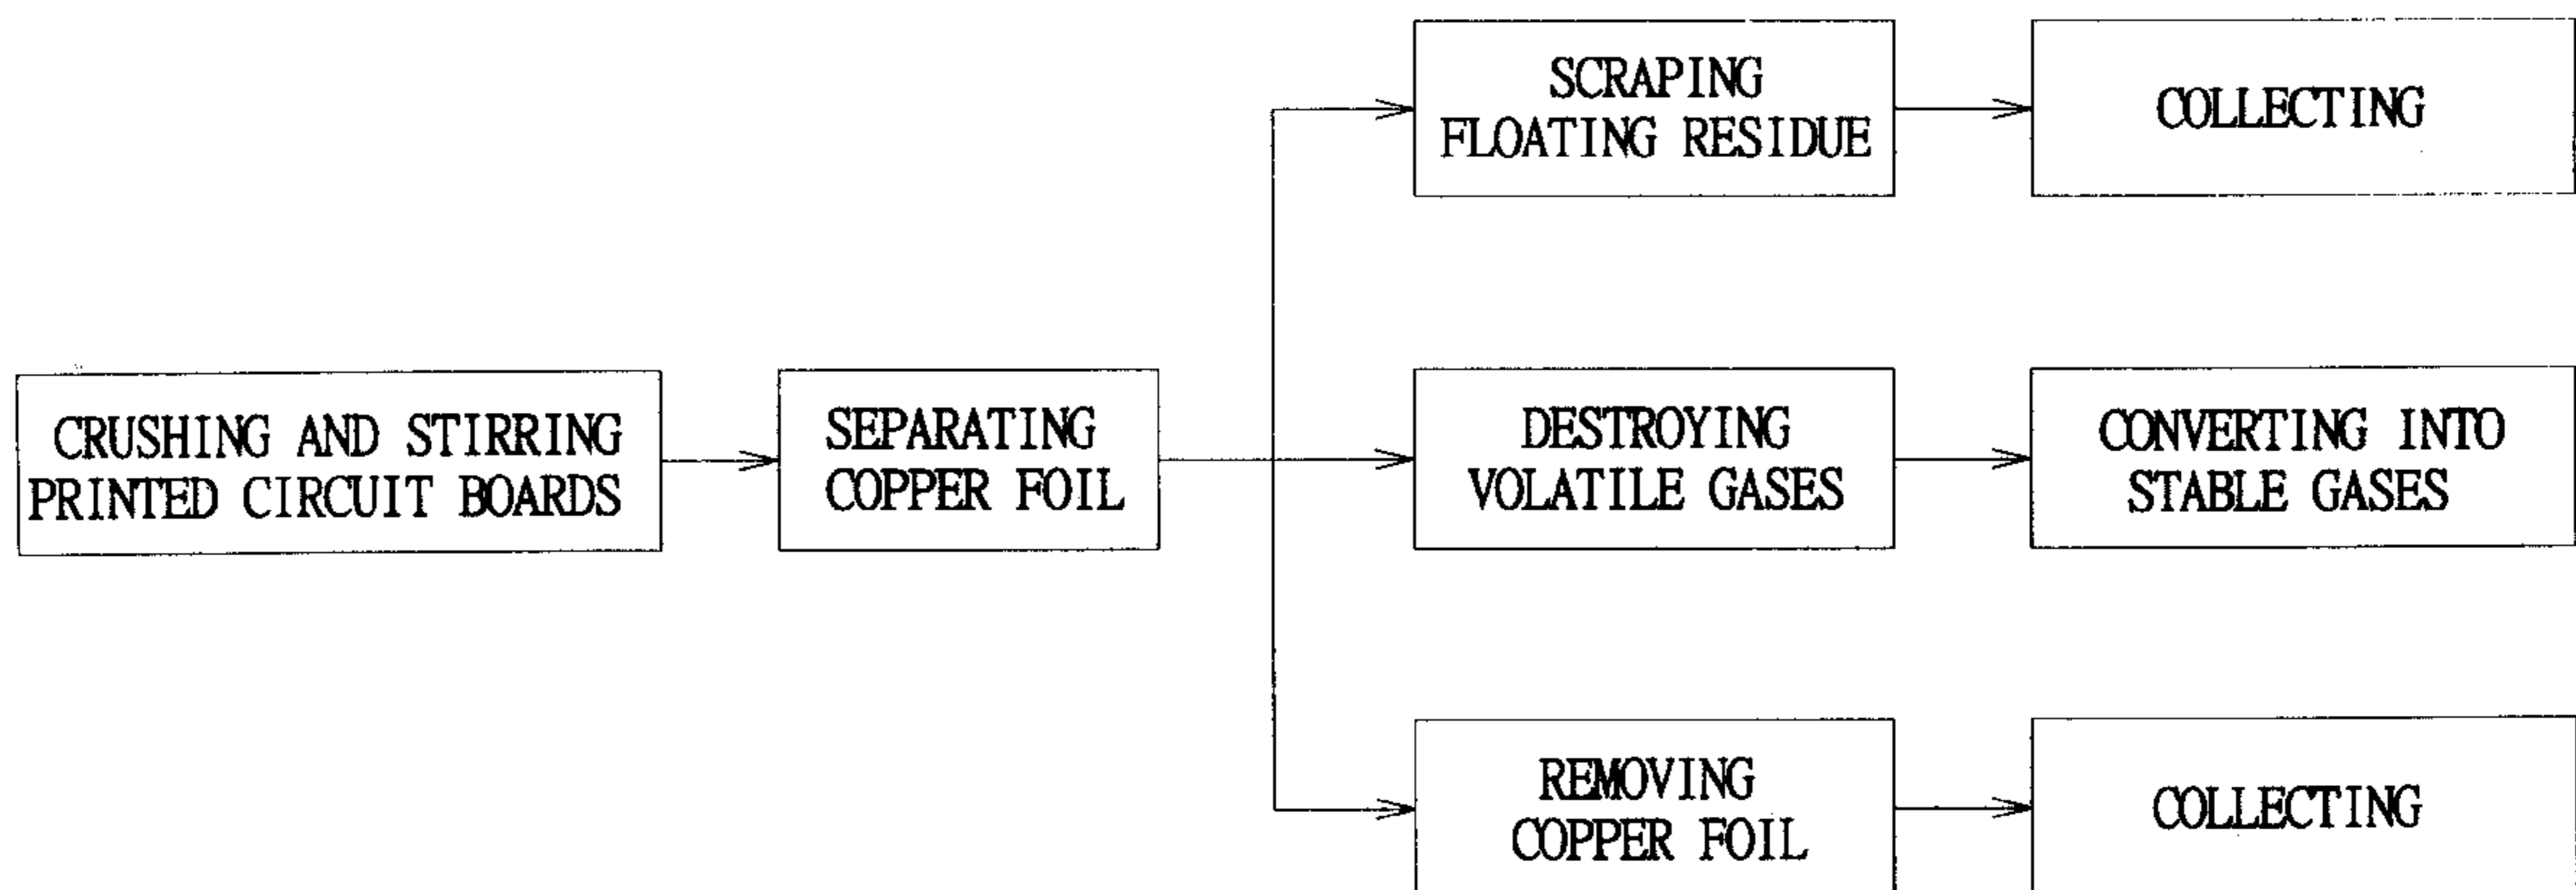 CRUSHING AND STIRRING
PRINTED CIRCUIT BOARDS
SEPARATING
COPPER FOIL
SCRAPING
FLOATING RESIDUE
COLLECTING
DESTROYING
VOLATILE GASES
CONVERTING INTO
STABLE GASES
REMOVING
COPPER FOIL
COLLECTING